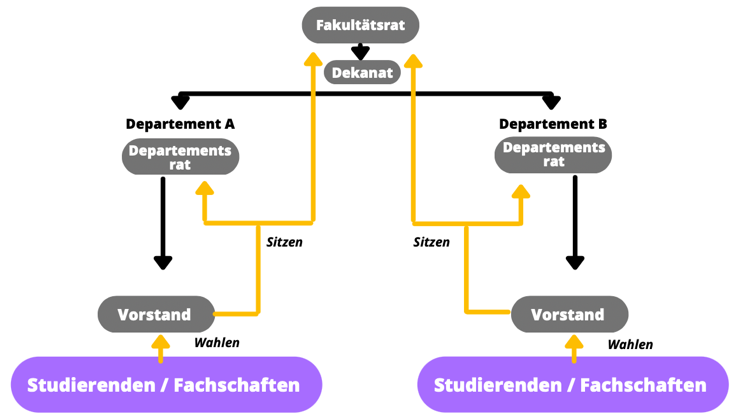 Fakultätsrat
Dekanat
Departement A
Departement B
Departements
rat
Departements
rat
Sitzen
Sitzen
Vorstand
Vorstand
Wahlen
Wahlen
Studierenden / Fachschaften
Studierenden / Fachschaften